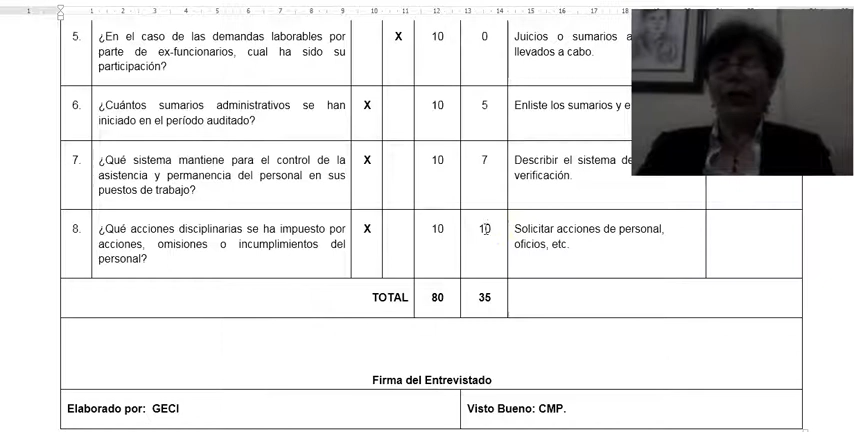 5. ¿En el caso de las demandas laborables por parte de ex-funcionarios, cual ha sido su participación? X 10 0 Juicios o sumarios a
llevados a cabo.
6. ¿Cuántos sumarios administrativos se han iniciado en el período auditado? X 10 5 Enliste los sumarios y e
7. ¿Qué sistema mantiene para el control de la asistencia y permanencia del personal en sus puestos de trabajo? X 10 7 Describir el sistema de
verificación.
8. ¿Qué acciones disciplinarias se ha impuesto por acciones, omisiones o incumplimientos del personal? X 10 10 Solicitar acciones de personal,
oficios, etc.
TOTAL 80 35
Firma del Entrevistado
Elaborado por: GECI Visto Bueno: CMP.